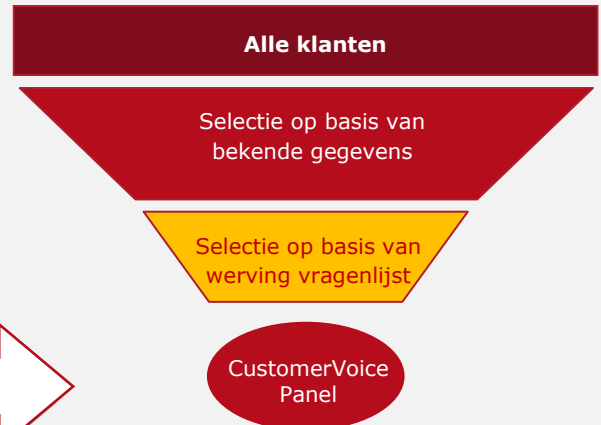 Alle klanten
Selectie op basis van
bekende gegevens
Selectie op basis van
werving vragenlijst
CustomerVoice
Panel